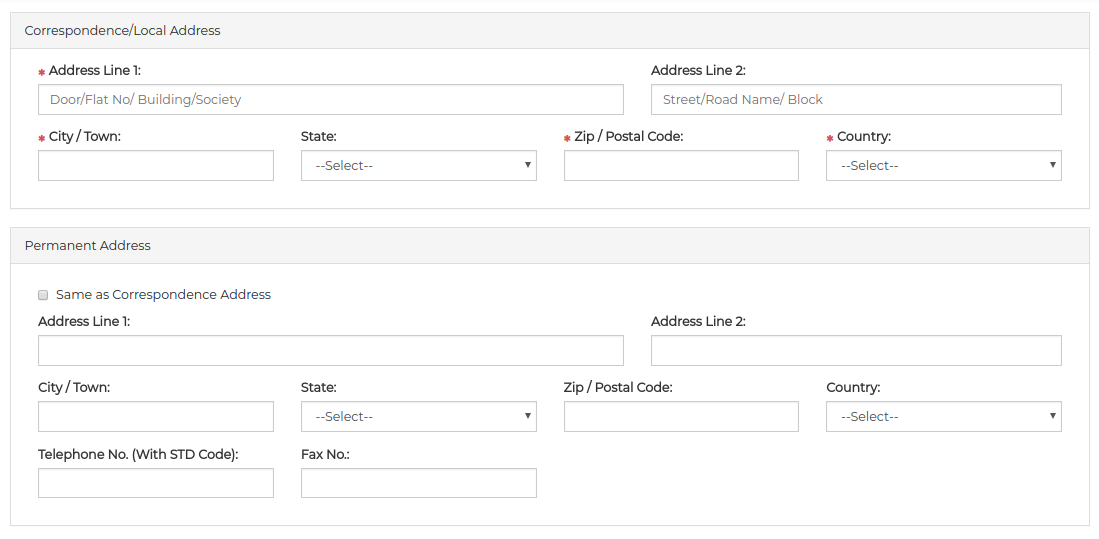 Correspondence/Local Address
* Address Line 1: Address Line 2:
Door/Flat No/ Building/Society Street/Road Name/ Block
* City / Town: State: * Zip / Postal Code: * Country:
--Select-- --Select--
Permanent Address
Same as Correspondence Address
Address Line 1: Address Line 2:
City / Town: State: Zip / Postal Code: Country:
--Select-- --Select--
Telephone No. (With STD Code): Fax No.: